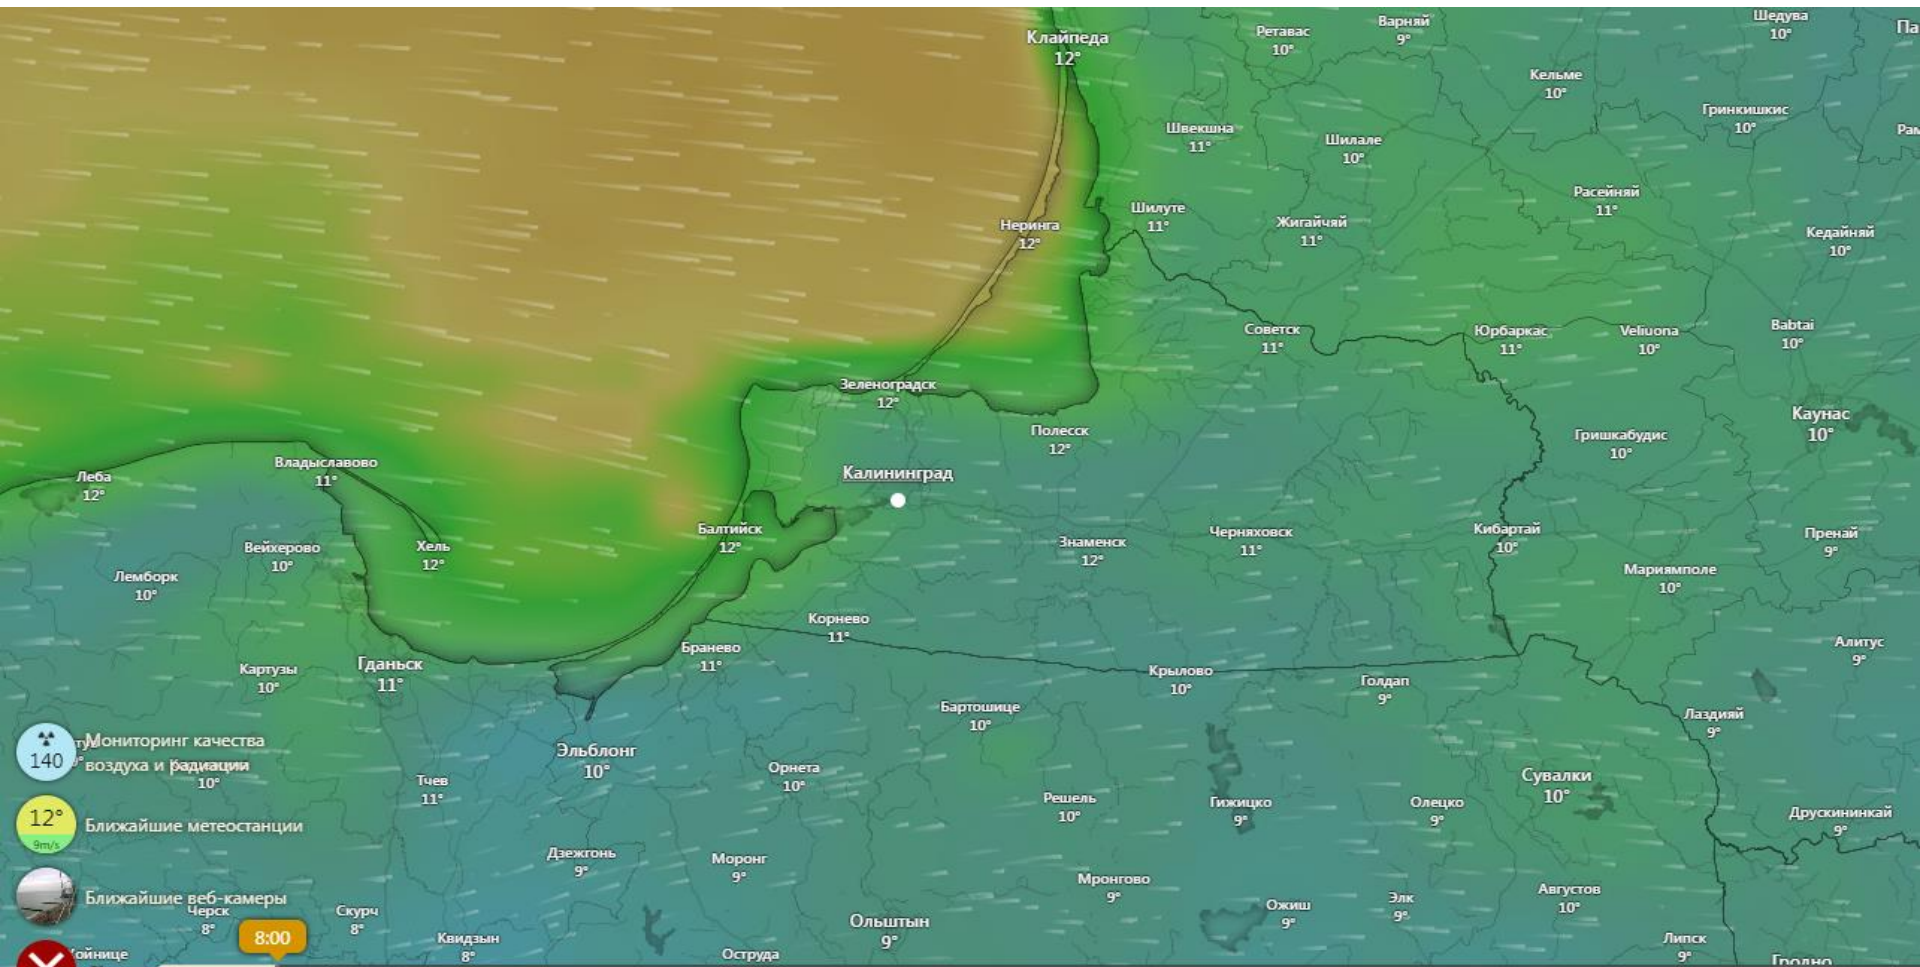 Клайпеда
12°
Ретавас
10°
Варняй
9°
Шедува
10°
Па
Кельме
10°
Гринкишкис
10°
Рам
Швекшна
11°
Шилале
10°
Расейняй
11°
Неринга
12°
Шилуте
11°
Жигайчяй
11°
Кедайняй
10°
Советск
11°
Юрбаркас
11°
Veliuona
10°
Babtai
10°
Зеленоградск
12°
Полесск
12°
Гришкабудис
10°
Каунас
10°
Леба
12°
Владыславово
11°
Калининград
Вейхерово
10°
Хель
12°
Балтийск
12°
Знаменск
12°
Черняховск
11°
Кибартай
10°
Пренай
9°
Лемборк
10°
Мариямполе
10°
Корнево
11°
Бранево
11°
Алитус
9°
Картузы
10°
Гданьск
11°
Крылово
10°
Голдап
9°
Бартошице
10°
Лаздияй
9°
140
Мониторинг качества
воздуха и радиации
10°
Эльблонг
10°
Тчев
11°
Орнета
10°
Решель
10°
Гижицко
9°
Олецко
9°
Сувалки
10°
Друскининкай
9°
12°
9m/s
Ближайшие метеостанции
Дзежгонь
9°
Моронг
9°
Мронгово
9°
Августов
10°
Ближайшие веб-камеры
Черск
8°
Скурч
8°
8:00
Квидзын
8°
Ольштын
9°
Оструда
Ожиш
9°
Элк
9°
Липск
9°
Гродно
ойнице